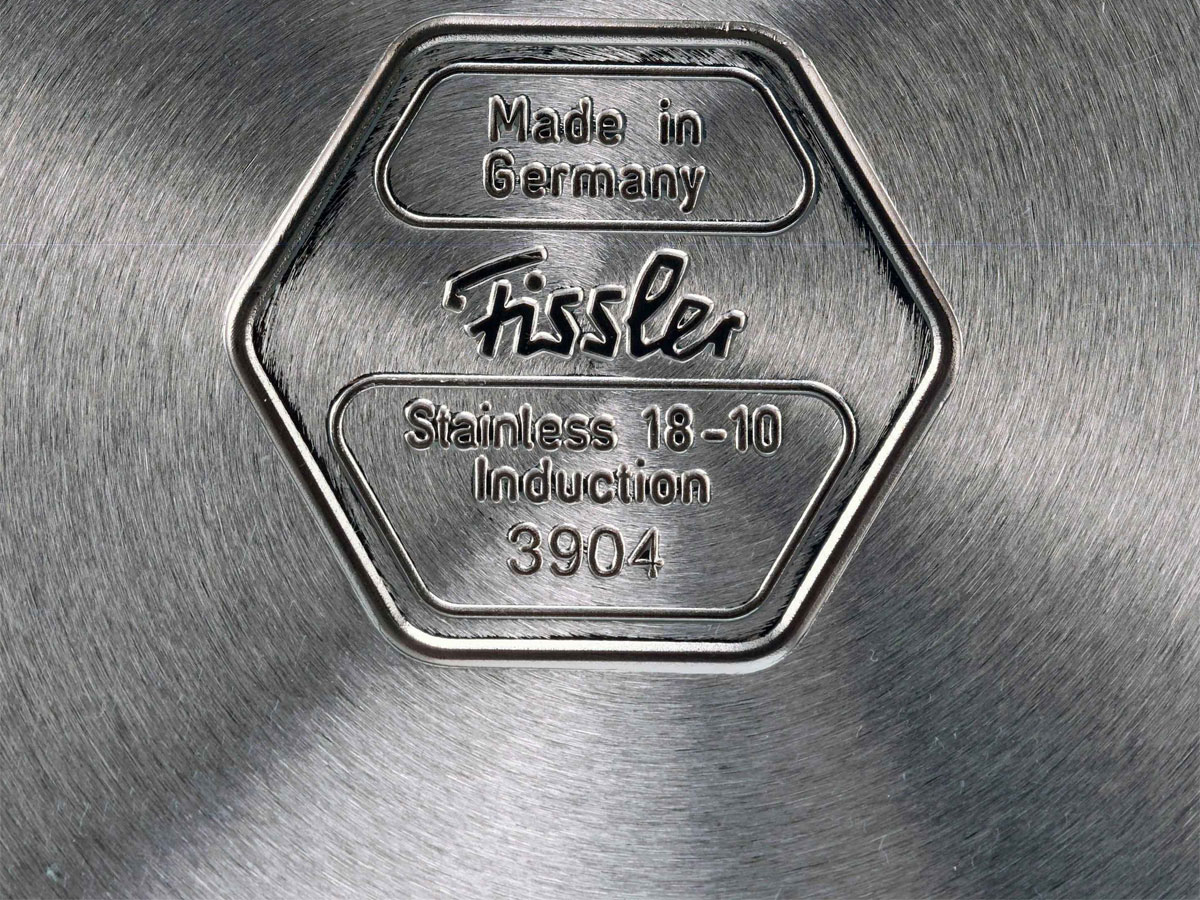 Made in
Germany
Fissler
Stainless 18-10
Induction
3904